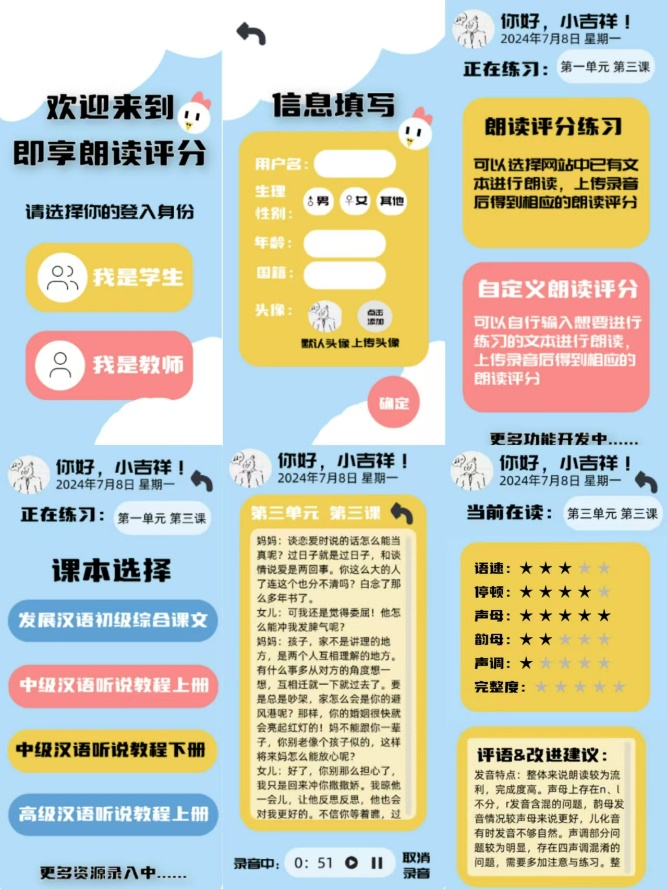 欢迎来到
即享朗读评分
请选择你的登入身份
我是学生
我是教师
信息填写
用户名：
生理
性别：
♂男
♀女
其他
年龄：
国籍：
头像：
点击
添加
默认头像
上传头像
确定
你好，小吉祥！
2024年7月8日 星期一
正在练习：
第一单元 第三课
朗读评分练习
可以选择网站中已有文
本进行朗读，上传录音
后得到相应的朗读评分
自定义朗读评分
可以自行输入想要进行
练习的文本进行朗读，
上传录音后得到相应的
朗读评分
更多功能开发中......
你好，小吉祥！
2024年7月8日 星期一
正在练习：
第一单元 第三课
课本选择
发展汉语初级综合课文
中级汉语听说教程上册
中级汉语听说教程下册
高级汉语听说教程上册
更多资源录入中......
你好，小吉祥！
2024年7月8日 星期一
第三单元 第三课
妈妈：谈恋爱时说的话怎么能当
真呢？过日子就是过日子，和谈
情说爱是两回事。你这么大的人
了连这个也分不清吗？白念了那
么多年书了。
女儿：可我还是觉得委屈！他怎
么能冲我发脾气呢？
妈妈：孩子，家不是讲理的地
方，是两个人互相理解的地方。
有什么事多从对方的角度想一
想，互相迁就一下就过去了。要
是总是吵架，家怎么会是你的避
风港呢？那样，你的婚姻很快就
会亮起红灯的！妈不能跟你一辈
子，你别老像个孩子似的，这样
将来妈怎么能放心呢？
女儿：好了，你别那么担心了，
我只是回来冲你撒撒娇。我晾他
一会儿，让他反思反思，他也会
对我更好的。不信你等着瞧，过
录音中：
0：51
取消
录音
你好，小吉祥！
2024年7月8日 星期一
当前在读：
第三单元 第三课
语速：
停顿：
声母：
韵母：
声调：
完整度：
评语&改进建议：
发音特点：整体来说朗读较为流
利，完成度高。声母上存在n、l
不分，r发音含混的问题，韵母发
音情况较声母来说更好，儿化音
有时发音不够自然。声调部分问
题较为明显，存在四声调混淆的
问题，需要多加注意与练习。整